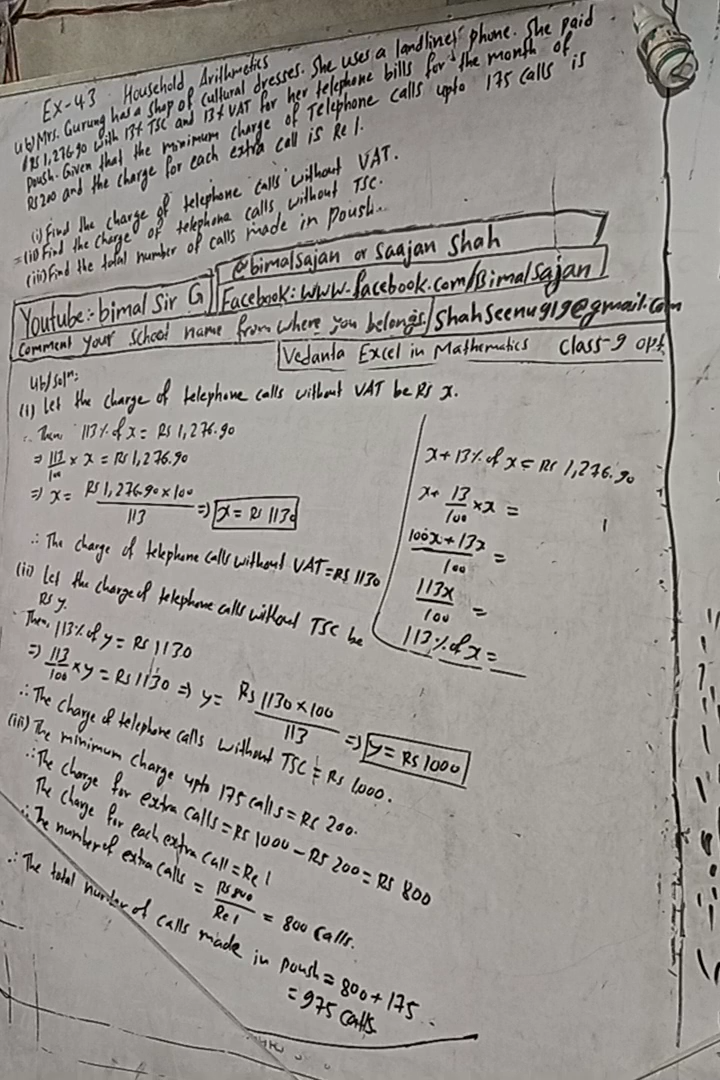 EX-43 Household Arithmetics
4b) Mrs. Gurung has a shop of cultural dresses. She uses a landline phone. She paid
Rs 1,276.90 with 13% TSC and 13% VAT for her telephone bills for the month of
Poush. Given that the minimum charge of Telephone calls upto 175 calls is
Rs 200 and the charge for each extra call is Re 1.
(i) Find the charge of telephone calls without VAT.
(ii) Find the charge of telephone calls without TSC.
(iii) Find the total number of calls made in poush.
@bimalsajan or Saajan Shah
Youtube:- bimal Sir G
Facebook: www.facebook.com/Bimalsajan
Comment your school name from where you belongs/
Shahseenu919@gmail.com
Vedanta Excel in Mathematics Class-9 opt
4b/ soln:
(i) Let the charge of telephone calls without VAT be Rs x.
∴ Then 113% of x = Rs 1,276.90
⇒ 113/100 × x = Rs 1,276.90
⇒ x = Rs 1,276.90×100/113 ⇒ x = Rs 1130
∴ The charge of telephone calls without VAT = Rs 1130
x + 13% of x = Rs 1,276.90
x + 13/100 × x =
100x + 13x/100 =
113x/100 =
113% of x =
(ii) Let the charge of telephone calls without TSC be
Rs y.
Then, 113% of y = Rs 1130
⇒ 113/100 × y = Rs 1130 ⇒ y = Rs 1130×100/113 ⇒ y = Rs 1000
∴ The charge of telephone calls without TSC = Rs 1,000.
(iii) The minimum charge upto 175 calls = Rs 200.
∴ The charge for extra calls = Rs 1000 – Rs 200 = Rs 800
The charge for each extra call = Re 1
∴ The number of extra calls = Rs 800/Re 1 = 800 calls.
∴ The total number of calls made in poush = 800 + 175
= 975 calls